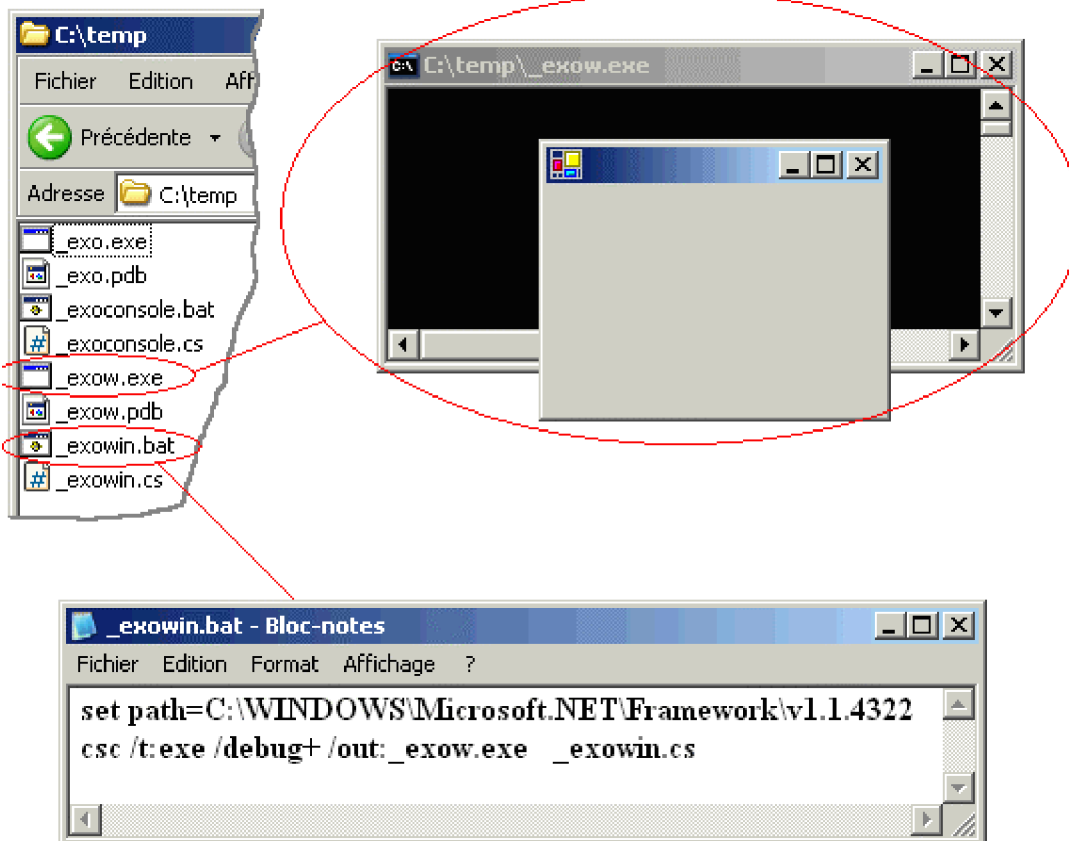 C:\temp
Fichier Edition Aff
Précédente
Adresse C:\temp
_exo.exe
_exo.pdb
_exoconsole.bat
_exoconsole.cs
_exow.exe
_exow.pdb
_exowin.bat
_exowin.cs
C:\temp\_exow.exe
_exowin.bat - Bloc-notes
Fichier Edition Format Affichage ?
set path=C:\WINDOWS\Microsoft.NET\Framework\v1.1.4322
csc /t:exe /debug+ /out:_exow.exe _exowin.cs